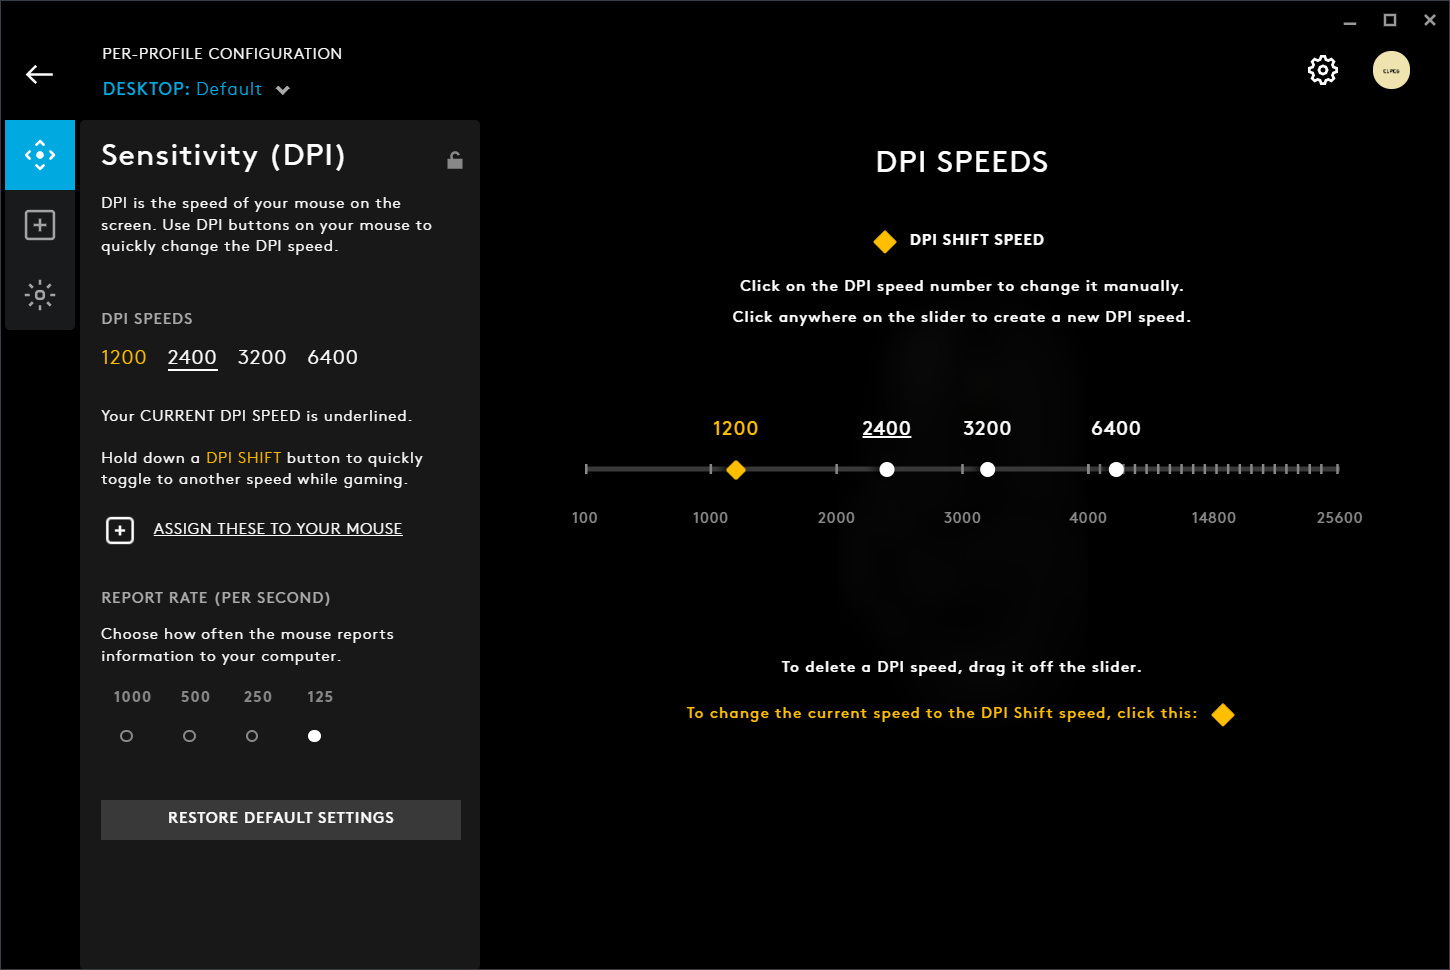 PER-PROFILE CONFIGURATION
DESKTOP: Default
Sensitivity (DPI)
DPI is the speed of your mouse on the
screen. Use DPI buttons on your mouse to
quickly change the DPI speed.
DPI SPEEDS
1200 2400 3200 6400
Your CURRENT DPI SPEED is underlined.
Hold down a DPI SHIFT button to quickly
toggle to another speed while gaming.
ASSIGN THESE TO YOUR MOUSE
REPORT RATE (PER SECOND)
Choose how often the mouse reports
information to your computer.
1000 500 250 125
RESTORE DEFAULT SETTINGS
DPI SPEEDS
DPI SHIFT SPEED
Click on the DPI speed number to change it manually.
Click anywhere on the slider to create a new DPI speed.
1200 2400 3200 6400
100 1000 2000 3000 4000 14800 25600
To delete a DPI speed, drag it off the slider.
To change the current speed to the DPI Shift speed, click this: